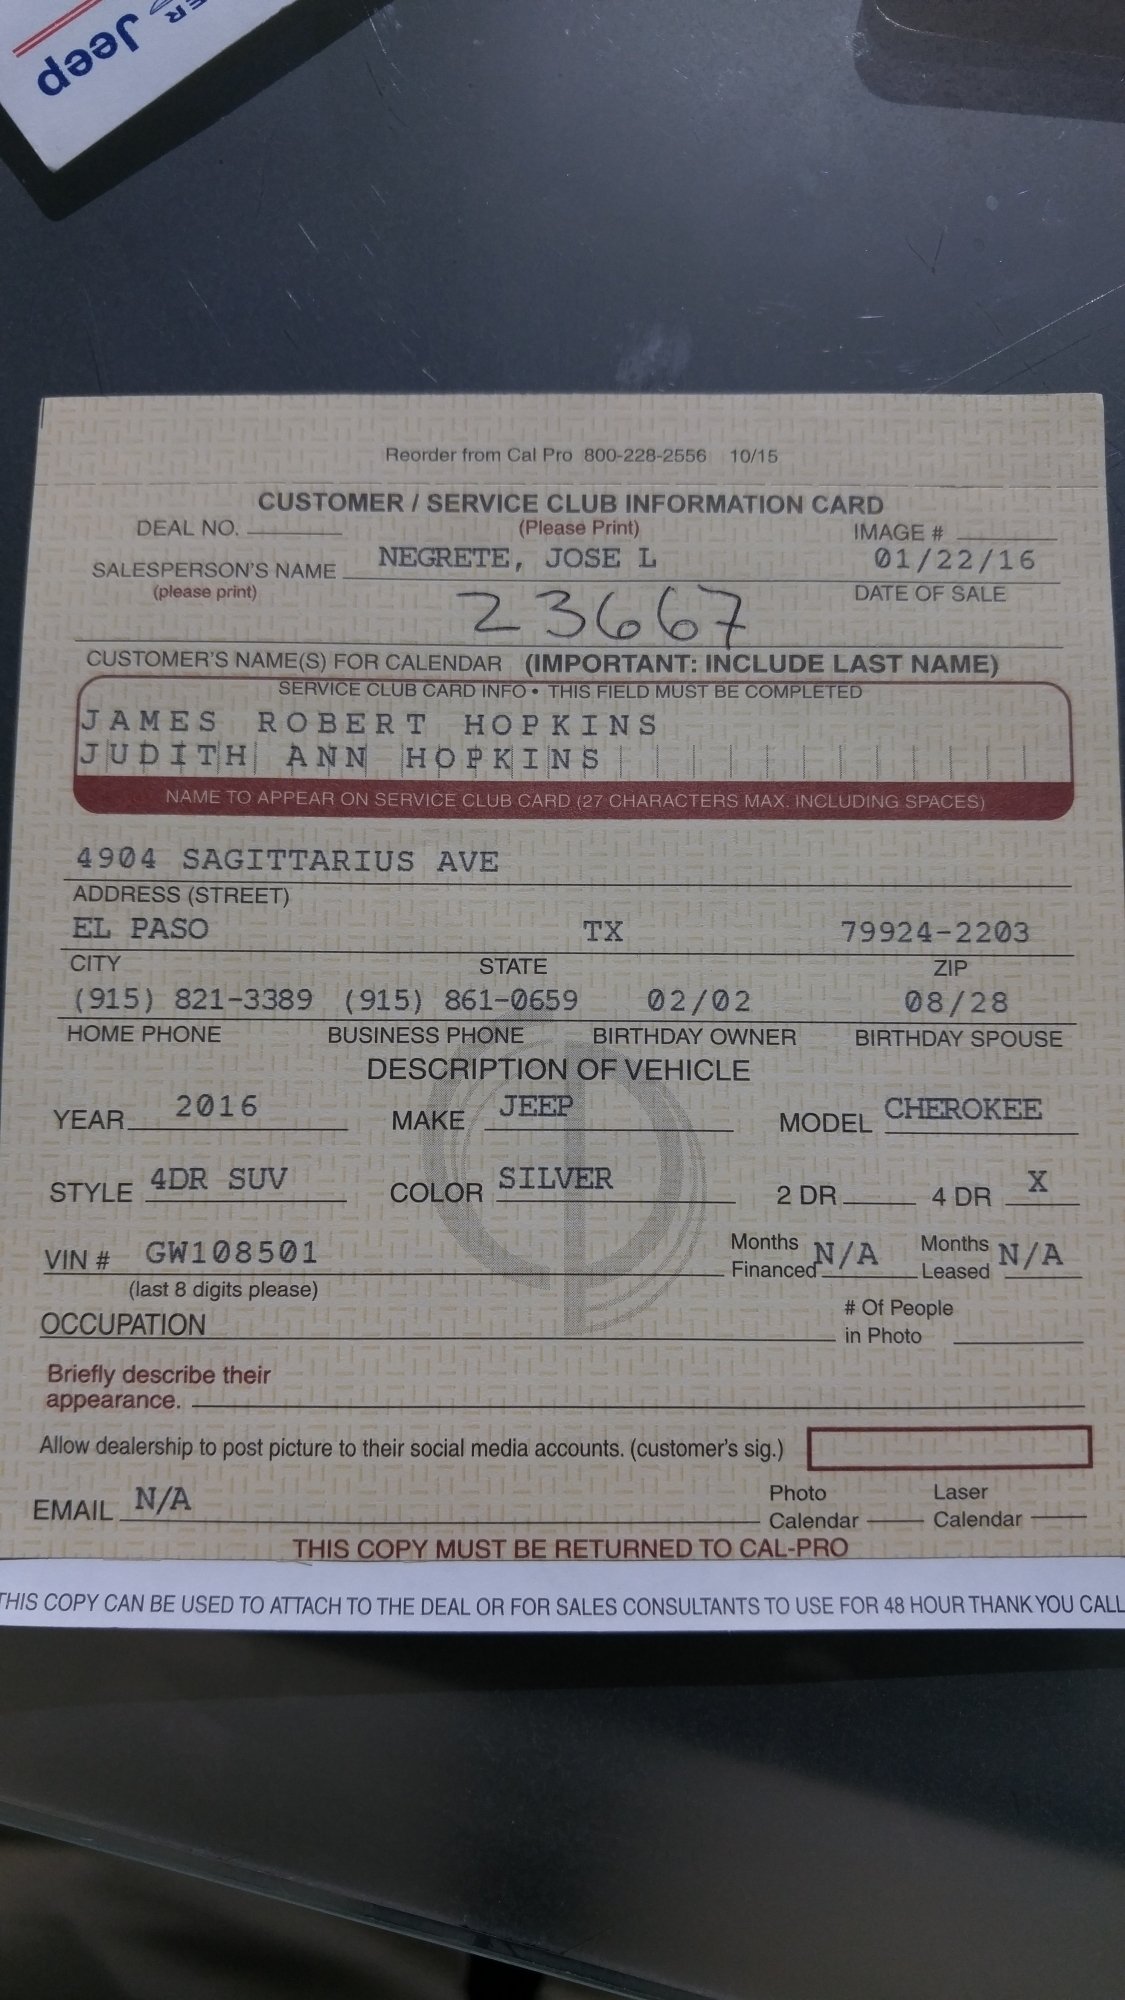 ER Jeep
Reorder from Cal Pro 800-228-2556 10/15
CUSTOMER / SERVICE CLUB INFORMATION CARD
DEAL NO. (Please Print) IMAGE #
SALESPERSON'S NAME NEGRETE, JOSE L 01/22/16
(please print) DATE OF SALE
23667
CUSTOMER'S NAME(S) FOR CALENDAR (IMPORTANT: INCLUDE LAST NAME)
SERVICE CLUB CARD INFO • THIS FIELD MUST BE COMPLETED
JAMES ROBERT HOPKINS
JUDITH ANN HOPKINS
NAME TO APPEAR ON SERVICE CLUB CARD (27 CHARACTERS MAX. INCLUDING SPACES)
4904 SAGITTARIUS AVE
ADDRESS (STREET)
EL PASO TX 79924-2203
CITY STATE ZIP
(915) 821-3389 (915) 861-0659 02/02 08/28
HOME PHONE BUSINESS PHONE BIRTHDAY OWNER BIRTHDAY SPOUSE
DESCRIPTION OF VEHICLE
YEAR 2016 MAKE JEEP MODEL CHEROKEE
STYLE 4DR SUV COLOR SILVER 2 DR 4 DR X
VIN # GW108501 Months Financed N/A Months Leased N/A
(last 8 digits please)
OCCUPATION # Of People in Photo
Briefly describe their
appearance.
Allow dealership to post picture to their social media accounts. (customer's sig.)
EMAIL N/A Photo Calendar Laser Calendar
THIS COPY MUST BE RETURNED TO CAL-PRO
THIS COPY CAN BE USED TO ATTACH TO THE DEAL OR FOR SALES CONSULTANTS TO USE FOR 48 HOUR THANK YOU CALL